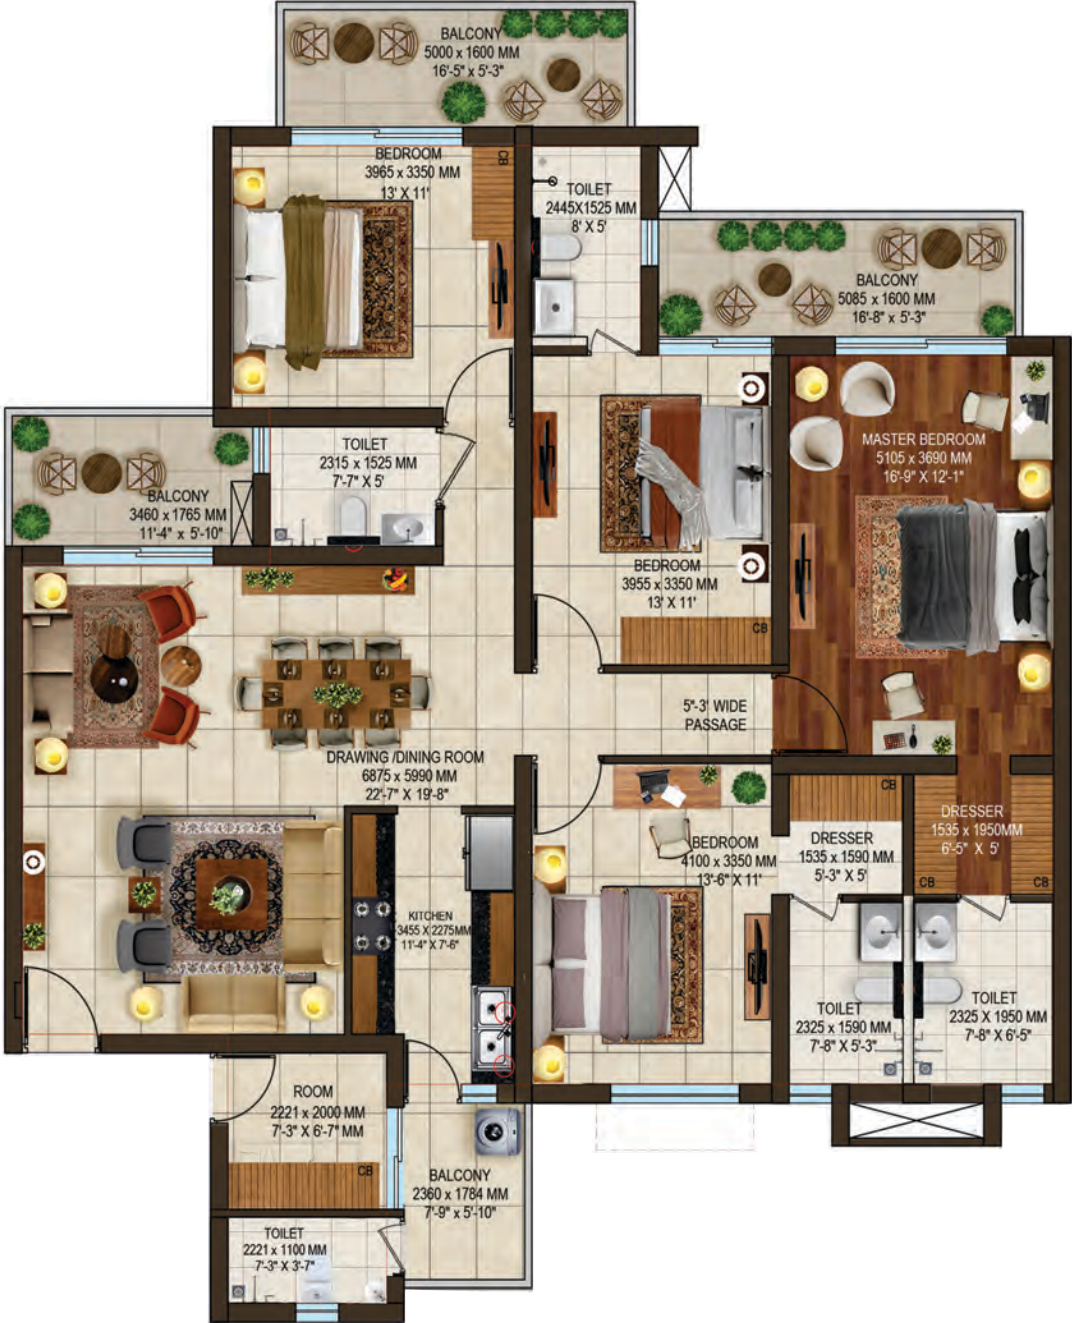 BALCONY
5000 x 1600 MM
16'-5" x 5'-3"
BEDROOM
3965 x 3350 MM
13' X 11'
CB
TOILET
2445X1525 MM
8' X 5'
BALCONY
5085 x 1600 MM
16'-8" x 5'-3"
TOILET
2315 x 1525 MM
7'-7" X 5'
BALCONY
3460 x 1765 MM
11'-4" x 5'-10"
MASTER BEDROOM
5105 x 3690 MM
16'-9" X 12'-1"
BEDROOM
3955 x 3350 MM
13' X 11'
CB
5'-3' WIDE
PASSAGE
DRAWING /DINING ROOM
6875 x 5990 MM
22'-7" X 19'-8"
CB
DRESSER
1535 x 1950MM
6'-5" X 5'
CB
CB
BEDROOM
4100 x 3350 MM
13'-6" X 11'
DRESSER
1535 x 1590 MM
5'-3" X 5'
KITCHEN
3455 X 2275MM
11'-4" X 7'-6"
TOILET
2325 x 1590 MM
7'-8" X 5'-3"
TOILET
2325 X 1950 MM
7'-8" X 6'-5"
ROOM
2221 x 2000 MM
7'-3" X 6'-7" MM
CB
BALCONY
2360 x 1784 MM
7'-9" x 5'-10"
TOILET
2221 x 1100 MM
7'-3" X 3'-7"